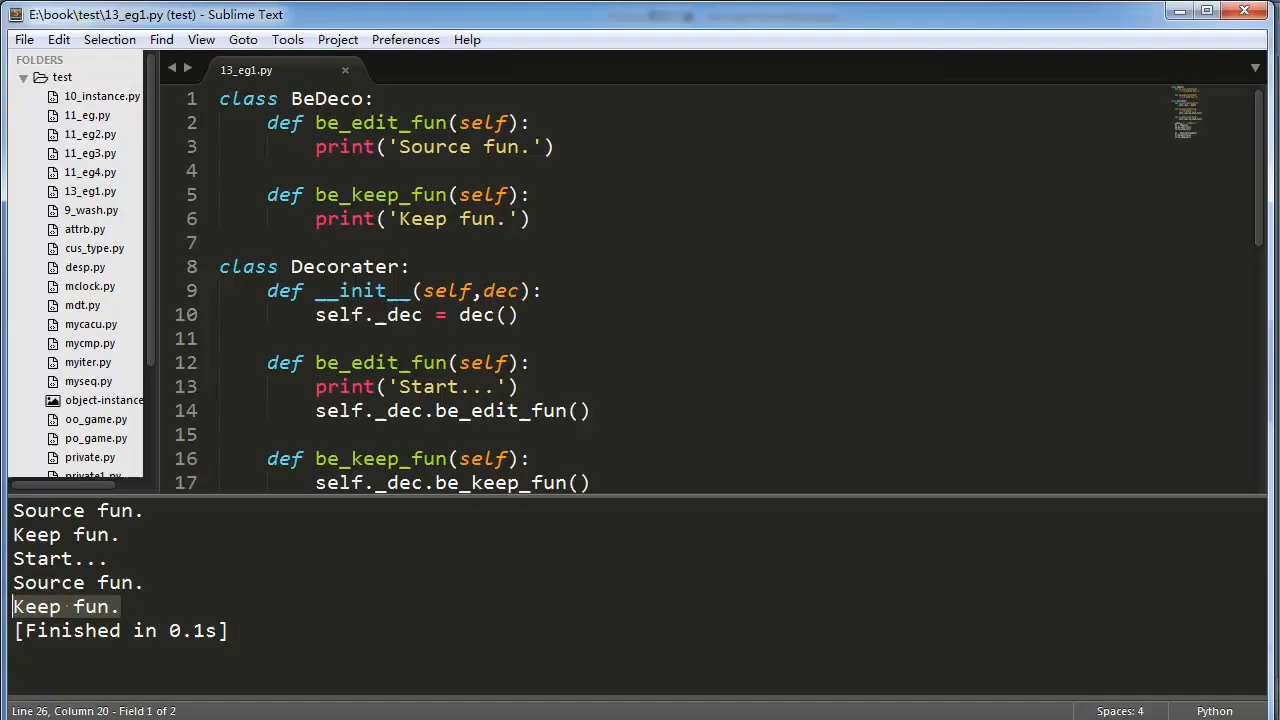 E:\book\test\13_eg1.py (test) - Sublime Text
File Edit Selection Find View Goto Tools Project Preferences Help
FOLDERS
test
10_instance.py
11_eg.py
11_eg2.py
11_eg3.py
11_eg4.py
13_eg1.py
9_wash.py
attrb.py
cus_type.py
desp.py
mclock.py
mdt.py
mycacu.py
mycmp.py
myiter.py
myseq.py
object-instance
oo_game.py
po_game.py
private.py
private1.py
13_eg1.py
1 class BeDeco:
2     def be_edit_fun(self):
3         print('Source fun.')
4
5     def be_keep_fun(self):
6         print('Keep fun.')
7
8 class Decorater:
9     def __init__(self,dec):
10         self._dec = dec()
11
12     def be_edit_fun(self):
13         print('Start...')
14         self._dec.be_edit_fun()
15
16     def be_keep_fun(self):
17         self._dec.be_keep_fun()
Source fun.
Keep fun.
Start...
Source fun.
Keep fun.
[Finished in 0.1s]
Line 26, Column 20 - Field 1 of 2 Spaces: 4 Python